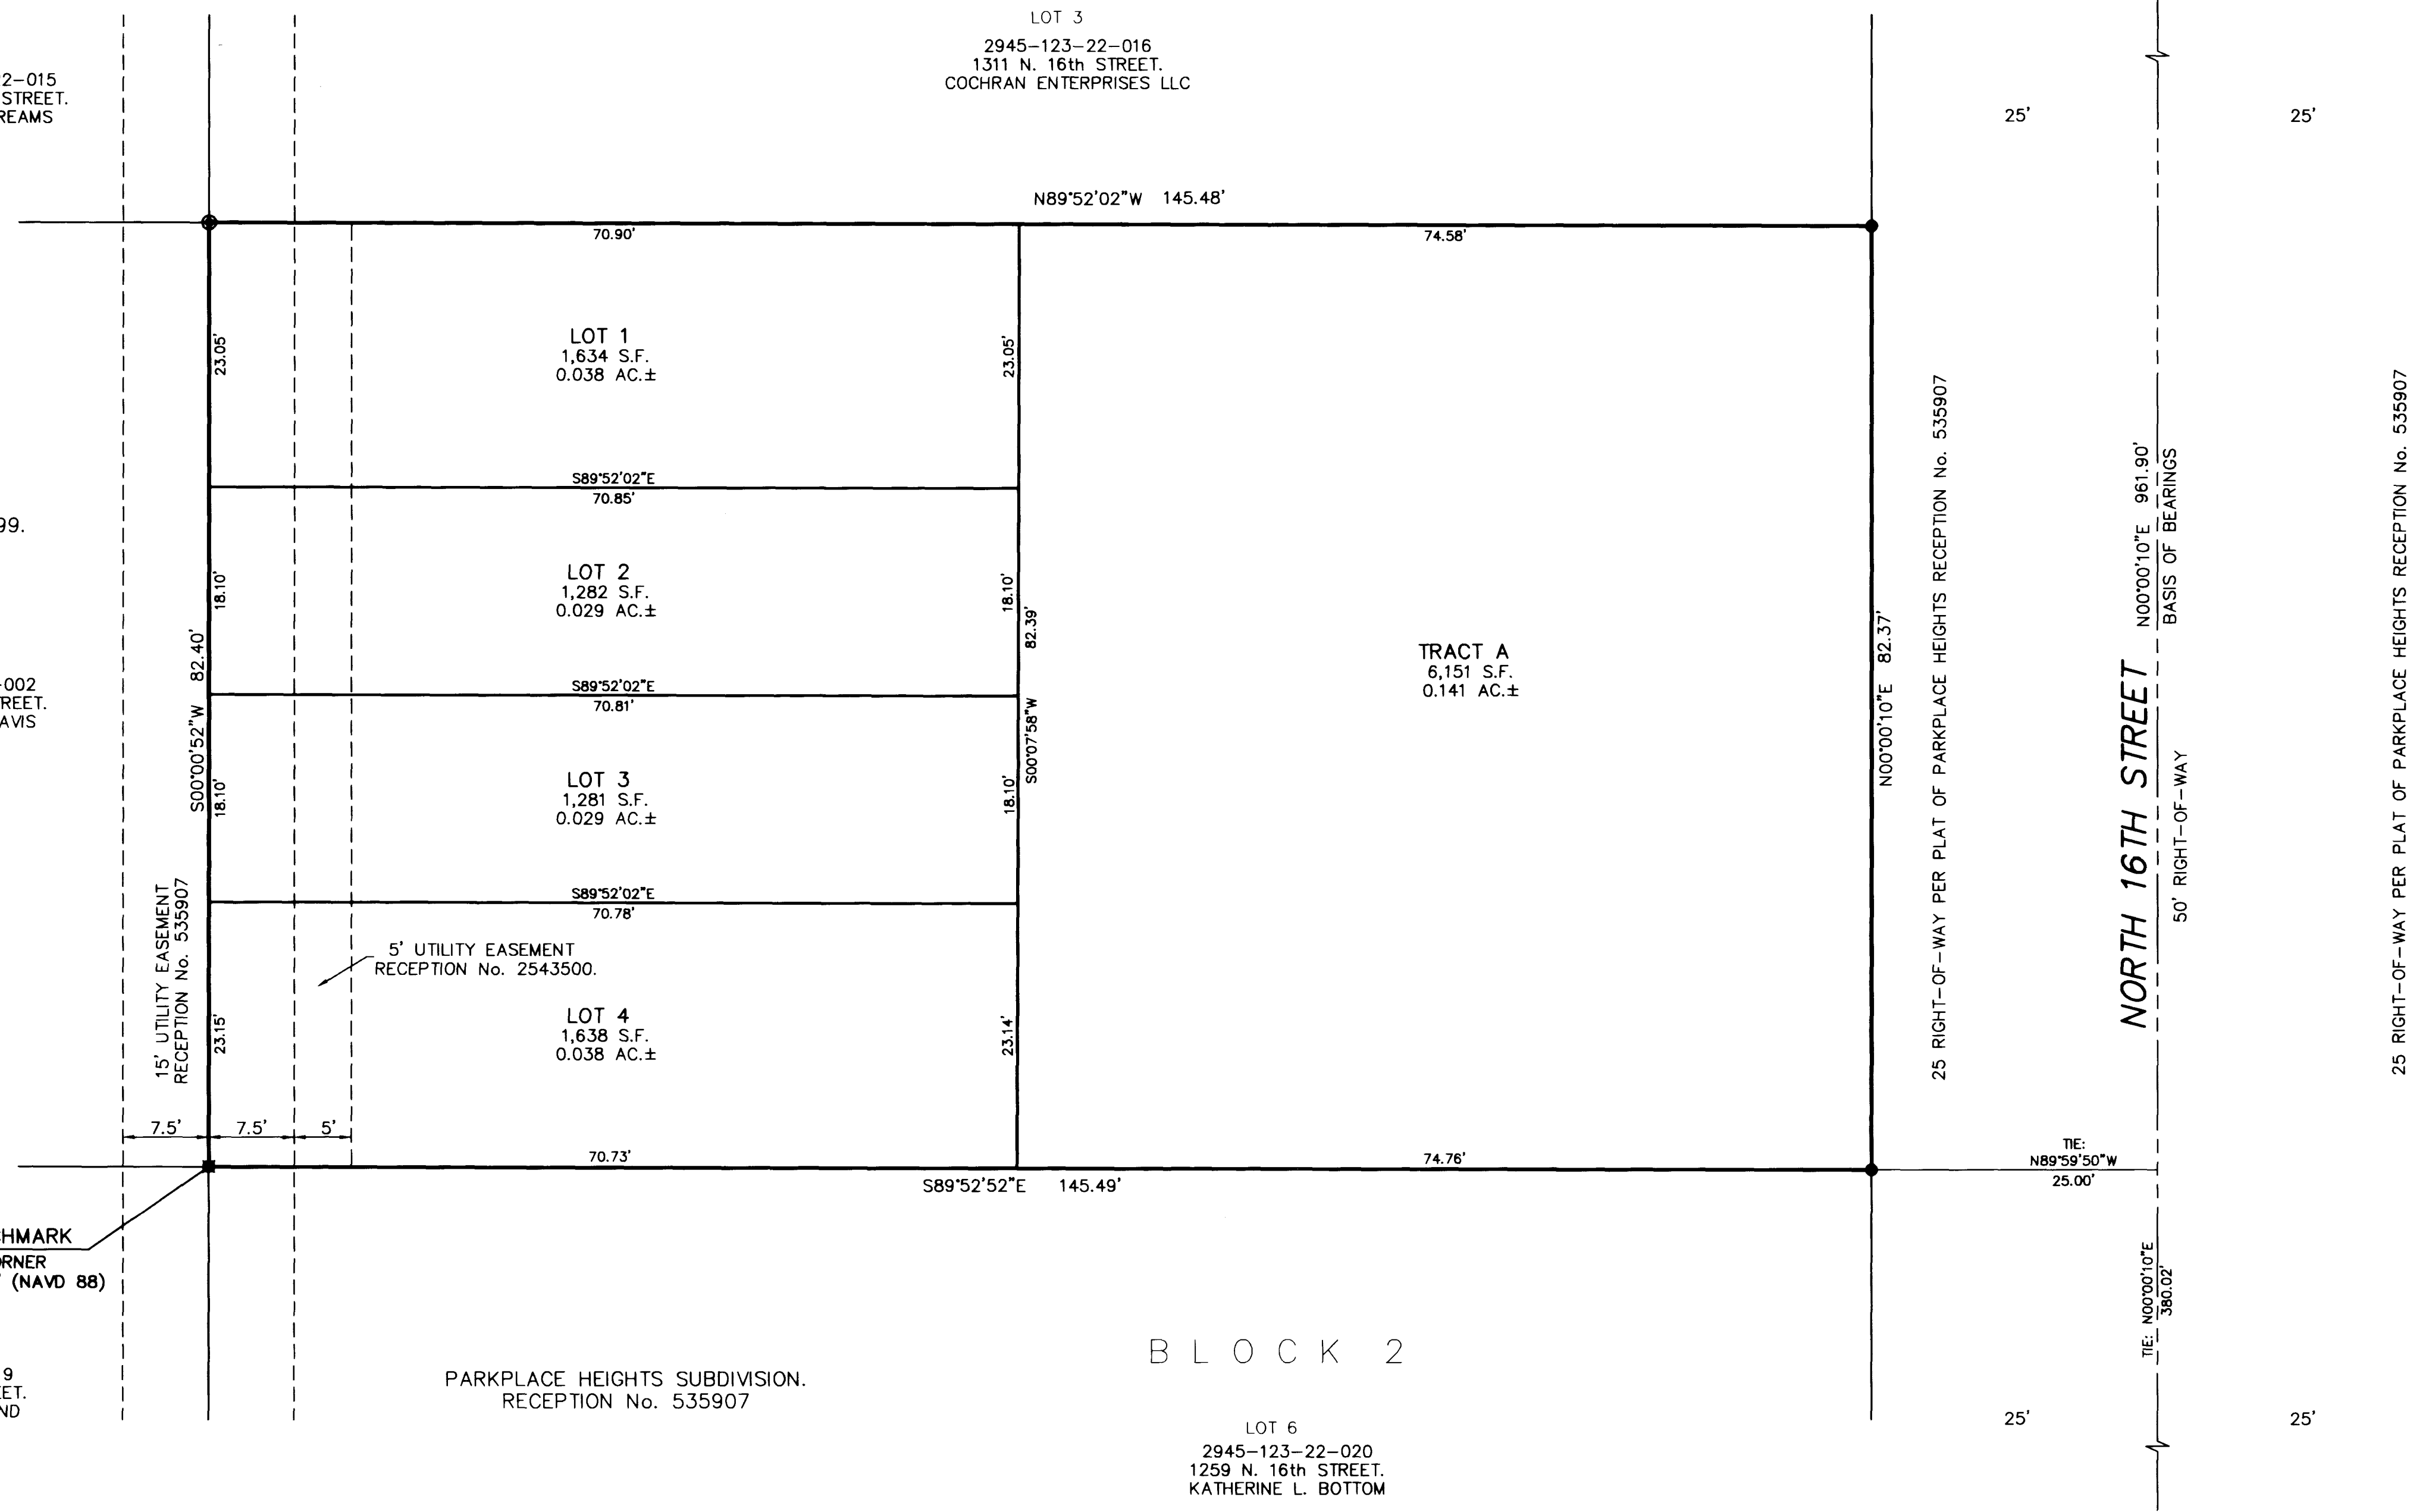 LOT 3
2945-123-22-016
1311 N. 16th STREET.
COCHRAN ENTERPRISES LLC
2-015
STREET.
REAMS
25'
25'
N89°52'02"W 145.48'
70.90'
74.58'
23.05'
LOT 1
1,634 S.F.
0.038 AC.±
23.05'
S89°52'02"E
70.85'
99.
18.10'
LOT 2
1,282 S.F.
0.029 AC.±
18.10'
82.39'
S00°07'58"W
S00°00'52"W 82.40'
S89°52'02"E
70.81'
-002
REET.
AVIS
18.10'
LOT 3
1,281 S.F.
0.029 AC.±
18.10'
TRACT A
6,151 S.F.
0.141 AC.±
N00°00'10"E 82.37'
25 RIGHT-OF-WAY PER PLAT OF PARKPLACE HEIGHTS RECEPTION No. 535907
N00°00'10"E 961.90'
BASIS OF BEARINGS
NORTH 16TH STREET
50' RIGHT-OF-WAY
25 RIGHT-OF-WAY PER PLAT OF PARKPLACE HEIGHTS RECEPTION No. 535907
S89°52'02"E
70.78'
15' UTILITY EASEMENT
RECEPTION No. 535907
5' UTILITY EASEMENT
RECEPTION No. 2543500.
23.15'
LOT 4
1,638 S.F.
0.038 AC.±
23.14'
7.5'
7.5'
5'
70.73'
74.76'
S89°52'52"E 145.49'
TIE:
N89°59'50"W
25.00'
TIE: N00°00'10"E
380.02'
CHMARK
ORNER
' (NAVD 88)
BLOCK 2
9
EET.
ND
PARKPLACE HEIGHTS SUBDIVISION.
RECEPTION No. 535907
LOT 6
2945-123-22-020
1259 N. 16th STREET.
KATHERINE L. BOTTOM
25'
25'